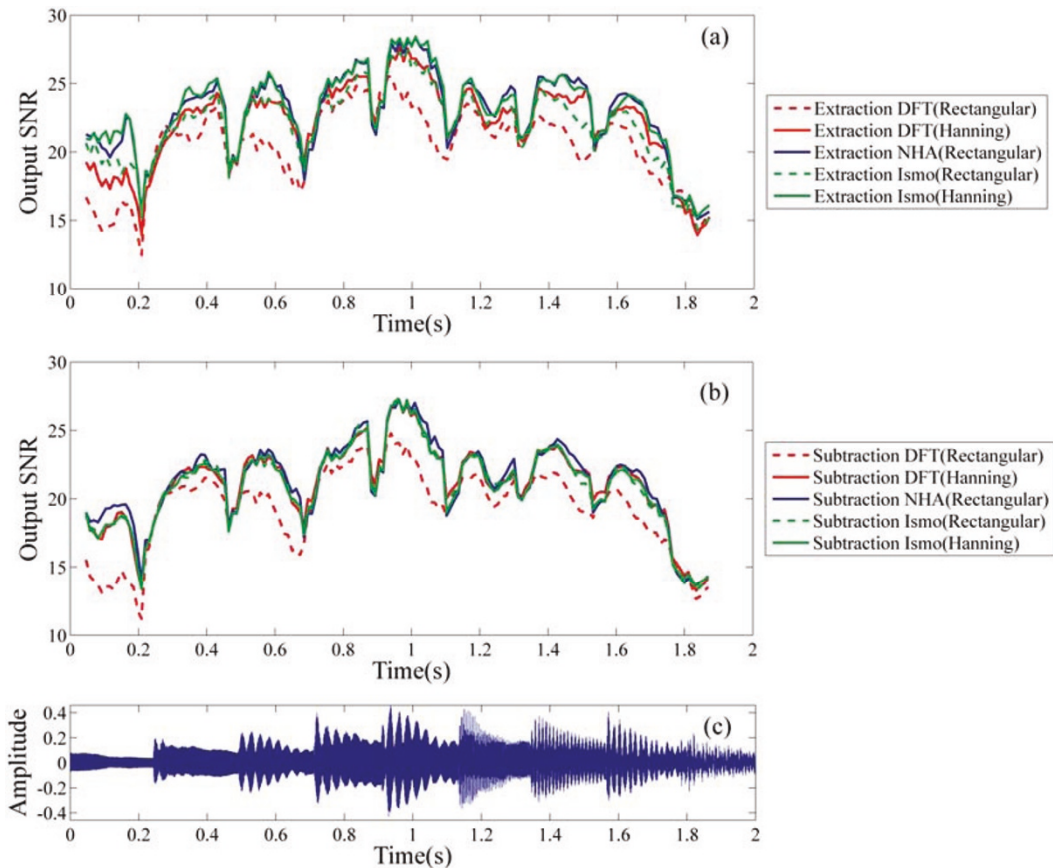 30
25
20
15
10
Output SNR
(a)
0 0.2 0.4 0.6 0.8 1 1.2 1.4 1.6 1.8 2
Time(s)
Extraction DFT(Rectangular)
Extraction DFT(Hanning)
Extraction NHA(Rectangular)
Extraction Ismo(Rectangular)
Extraction Ismo(Hanning)
30
25
20
15
10
Output SNR
(b)
0 0.2 0.4 0.6 0.8 1 1.2 1.4 1.6 1.8 2
Time(s)
Subtraction DFT(Rectangular)
Subtraction DFT(Hanning)
Subtraction NHA(Rectangular)
Subtraction Ismo(Rectangular)
Subtraction Ismo(Hanning)
0.4
0.2
0
-0.2
-0.4
Amplitude
(c)
0 0.2 0.4 0.6 0.8 1 1.2 1.4 1.6 1.8 2
Time(s)